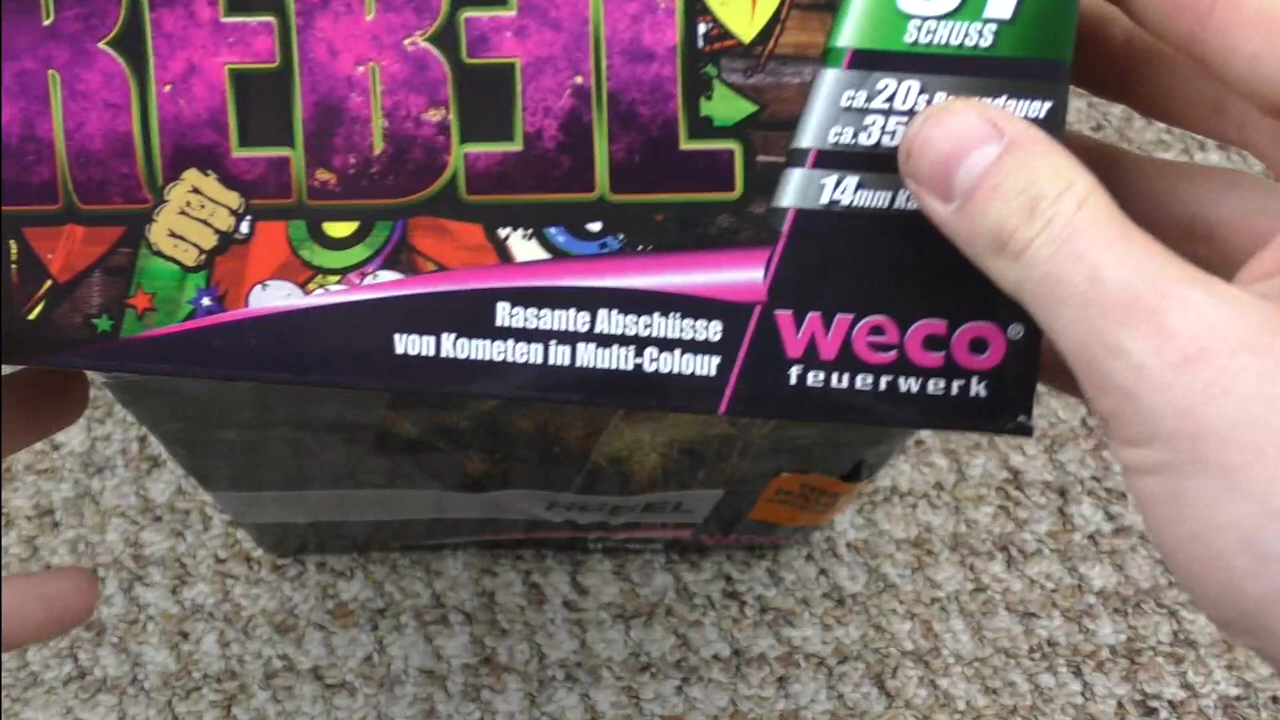 REBEL
SCHUSS
ca.20s
ca.35
14mm
Rasante Abschüsse
von Kometen in Multi-Colour
weco®
feuerwerk
REBEL